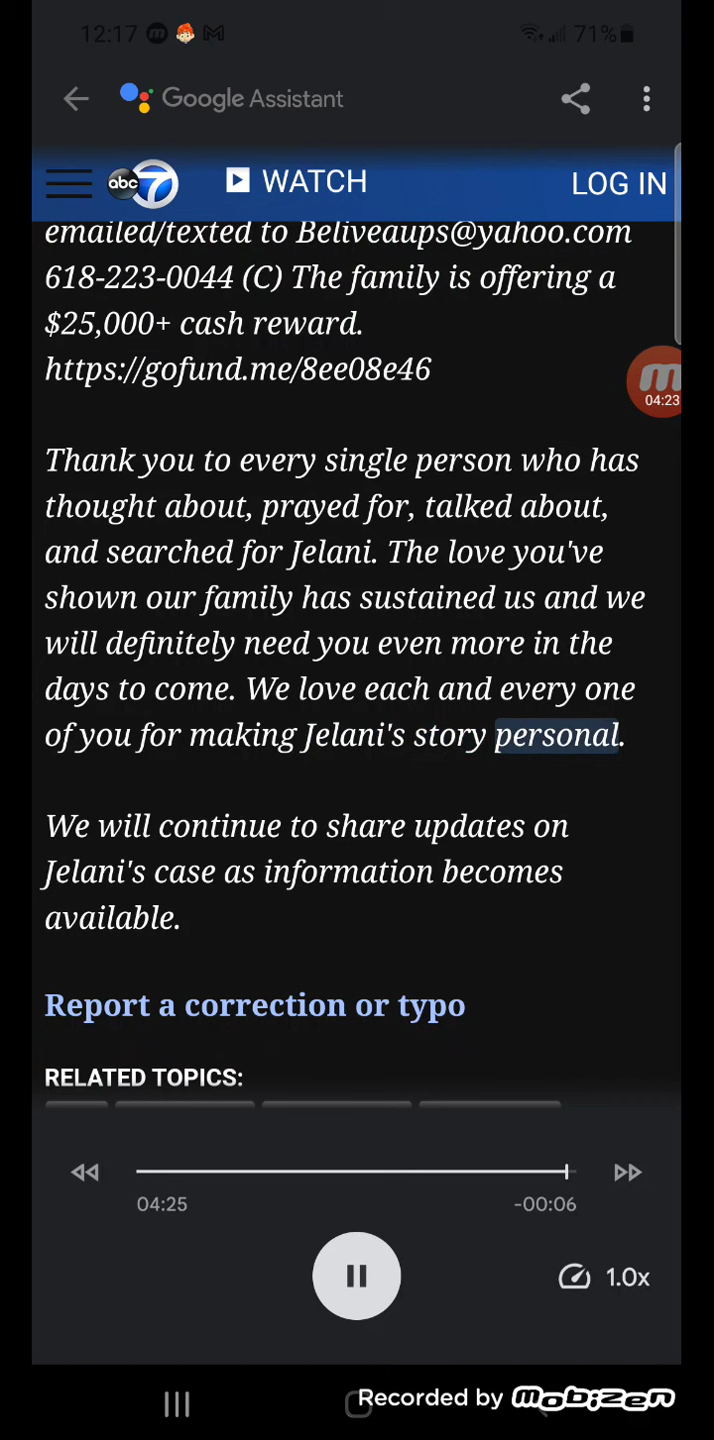 12:17
71%
Google Assistant
abc 7 WATCH LOG IN
emailed/texted to Beliveaups@yahoo.com
618-223-0044 (C) The family is offering a
$25,000+ cash reward.
https://gofund.me/8ee08e46
04:23
Thank you to every single person who has
thought about, prayed for, talked about,
and searched for Jelani. The love you've
shown our family has sustained us and we
will definitely need you even more in the
days to come. We love each and every one
of you for making Jelani's story personal.
We will continue to share updates on
Jelani's case as information becomes
available.
Report a correction or typo
RELATED TOPICS:
04:25 -00:06
1.0x
Recorded by mobizen